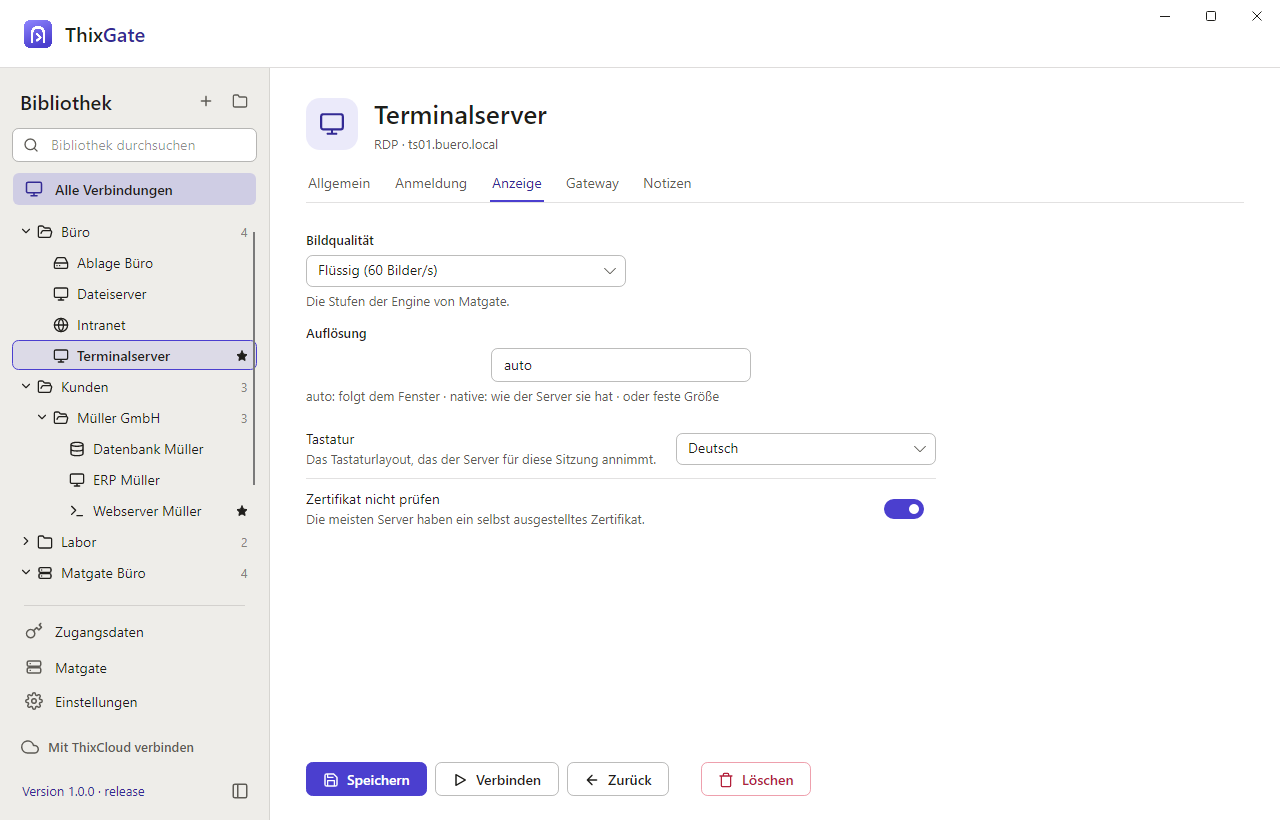 ThixGate
Bibliothek
Bibliothek durchsuchen
Alle Verbindungen
Büro 4
Ablage Büro
Dateiserver
Intranet
Terminalserver
Kunden 3
Müller GmbH 3
Datenbank Müller
ERP Müller
Webserver Müller
Labor 2
Matgate Büro 4
Zugangsdaten
Matgate
Einstellungen
Mit ThixCloud verbinden
Version 1.0.0 · release
Terminalserver
RDP · ts01.buero.local
Allgemein Anmeldung Anzeige Gateway Notizen
Bildqualität
Flüssig (60 Bilder/s)
Die Stufen der Engine von Matgate.
Auflösung
auto
auto: folgt dem Fenster · native: wie der Server sie hat · oder feste Größe
Tastatur
Das Tastaturlayout, das der Server für diese Sitzung annimmt.
Deutsch
Zertifikat nicht prüfen
Die meisten Server haben ein selbst ausgestelltes Zertifikat.
Speichern Verbinden Zurück Löschen